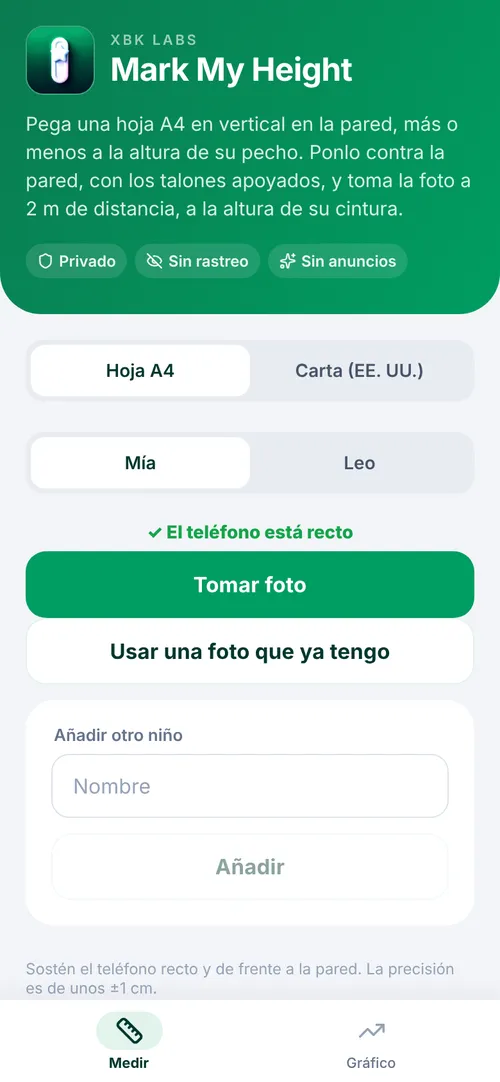 XBK LABS
Mark My Height
Pega una hoja A4 en vertical en la pared, más o
menos a la altura de su pecho. Ponlo contra la
pared, con los talones apoyados, y toma la foto a
2 m de distancia, a la altura de su cintura.
Privado
Sin rastreo
Sin anuncios
Hoja A4
Carta (EE. UU.)
Mía
Leo
✓ El teléfono está recto
Tomar foto
Usar una foto que ya tengo
Añadir otro niño
Nombre
Añadir
Sostén el teléfono recto y de frente a la pared. La precisión
es de unos ±1 cm.
Medir
Gráfico